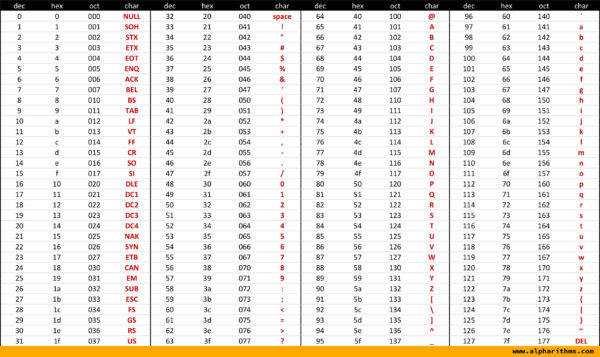 dec hex oct char dec hex oct char dec hex oct char dec hex oct char
0 0 000 NULL 32 20 040 space 64 40 100 @ 96 60 140 `
1 1 001 SOH 33 21 041 ! 65 41 101 A 97 61 141 a
2 2 002 STX 34 22 042 " 66 42 102 B 98 62 142 b
3 3 003 ETX 35 23 043 # 67 43 103 C 99 63 143 c
4 4 004 EOT 36 24 044 $ 68 44 104 D 100 64 144 d
5 5 005 ENQ 37 25 045 % 69 45 105 E 101 65 145 e
6 6 006 ACK 38 26 046 & 70 46 106 F 102 66 146 f
7 7 007 BEL 39 27 047 ' 71 47 107 G 103 67 147 g
8 8 010 BS 40 28 050 ( 72 48 110 H 104 68 150 h
9 9 011 TAB 41 29 051 ) 73 49 111 I 105 69 151 i
10 a 012 LF 42 2a 052 * 74 4a 112 J 106 6a 152 j
11 b 013 VT 43 2b 053 + 75 4b 113 K 107 6b 153 k
12 c 014 FF 44 2c 054 , 76 4c 114 L 108 6c 154 l
13 d 015 CR 45 2d 055 - 77 4d 115 M 109 6d 155 m
14 e 016 SO 46 2e 056 . 78 4e 116 N 110 6e 156 n
15 f 017 SI 47 2f 057 / 79 4f 117 O 111 6f 157 o
16 10 020 DLE 48 30 060 0 80 50 120 P 112 70 160 p
17 11 021 DC1 49 31 061 1 81 51 121 Q 113 71 161 q
18 12 022 DC2 50 32 062 2 82 52 122 R 114 72 162 r
19 13 023 DC3 51 33 063 3 83 53 123 S 115 73 163 s
20 14 024 DC4 52 34 064 4 84 54 124 T 116 74 164 t
21 15 025 NAK 53 35 065 5 85 55 125 U 117 75 165 u
22 16 026 SYN 54 36 066 6 86 56 126 V 118 76 166 v
23 17 027 ETB 55 37 067 7 87 57 127 W 119 77 167 w
24 18 030 CAN 56 38 070 8 88 58 130 X 120 78 170 x
25 19 031 EM 57 39 071 9 89 59 131 Y 121 79 171 y
26 1a 032 SUB 58 3a 072 : 90 5a 132 Z 122 7a 172 z
27 1b 033 ESC 59 3b 073 ; 91 5b 133 [ 123 7b 173 {
28 1c 034 FS 60 3c 074 < 92 5c 134 \ 124 7c 174 |
29 1d 035 GS 61 3d 075 = 93 5d 135 ] 125 7d 175 }
30 1e 036 RS 62 3e 076 > 94 5e 136 ^ 126 7e 176 ~
31 1f 037 US 63 3f 077 ? 95 5f 137 _ 127 7f 177 DEL
www.alpharithms.com